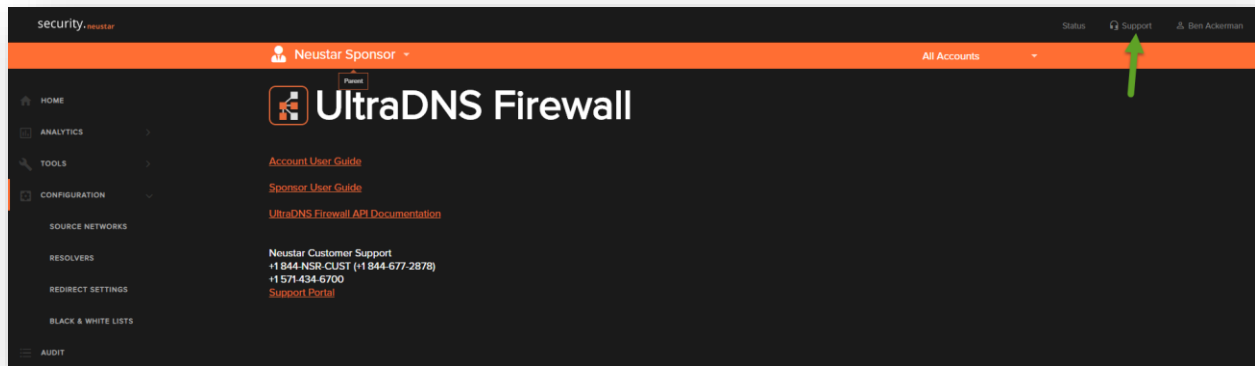 security.neustar
Status Support Ben Ackerman
Neustar Sponsor All Accounts
Parent
HOME
ANALYTICS
TOOLS
CONFIGURATION
SOURCE NETWORKS
RESOLVERS
REDIRECT SETTINGS
BLACK & WHITE LISTS
AUDIT
UltraDNS Firewall
Account User Guide
Sponsor User Guide
UltraDNS Firewall API Documentation
Neustar Customer Support
+1 844-NSR-CUST (+1 844-677-2878)
+1 571-434-6700
Support Portal